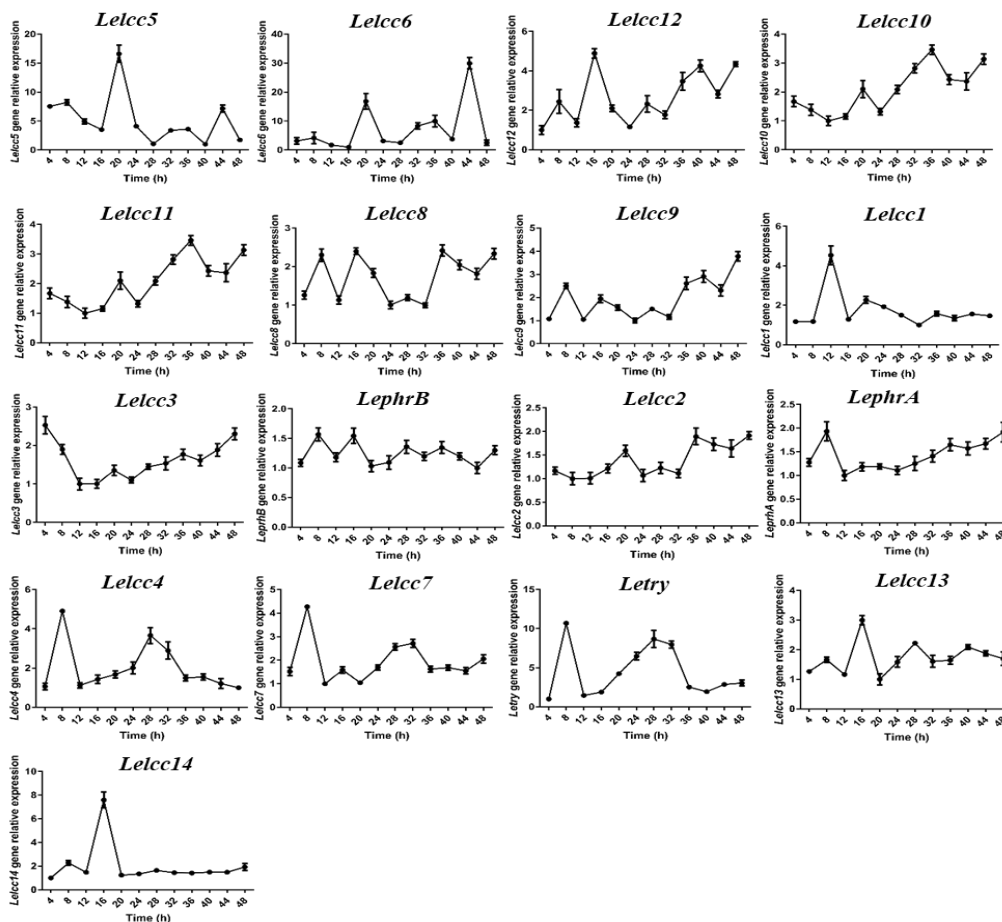 Lelcc5
Lelcc5 gene relative expression
20
15
10
5
0
4 8 12 16 20 24 28 32 36 40 44 48
Time (h)
Lelcc6
Lelcc6 gene relative expression
40
30
20
10
0
4 8 12 16 20 24 28 32 36 40 44 48
Time (h)
Lelcc12
Lelcc12 gene relative expression
6
4
2
0
4 8 12 16 20 24 28 32 36 40 44 48
Time (h)
Lelcc10
Lelcc10 gene relative expression
4
3
2
1
0
4 8 12 16 20 24 28 32 36 40 44 48
Time (h)
Lelcc11
Lelcc11 gene relative expression
4
3
2
1
0
4 8 12 16 20 24 28 32 36 40 44 48
Time (h)
Lelcc8
Lelcc8 gene relative expression
3
2
1
0
4 8 12 16 20 24 28 32 36 40 44 48
Time (h)
Lelcc9
Lelcc9 gene relative expression
5
4
3
2
1
0
4 8 12 16 20 24 28 32 36 40 44 48
Time (h)
Lelcc1
Lelcc1 gene relative expression
6
4
2
0
4 8 12 16 20 24 28 32 36 40 44 48
Time (h)
Lelcc3
Lelcc3 gene relative expression
3
2
1
0
4 8 12 16 20 24 28 32 36 40 44 48
Time (h)
LephrB
LeprhB gene relative expression
2.0
1.5
1.0
0.5
0.0
4 8 12 16 20 24 28 32 36 40 44 48
Time (h)
Lelcc2
Lelcc2 gene relative expression
2.5
2.0
1.5
1.0
0.5
0.0
4 8 12 16 20 24 28 32 36 40 44 48
Time (h)
LephrA
LeprhA gene relative expression
2.5
2.0
1.5
1.0
0.5
0.0
4 8 12 16 20 24 28 32 36 40 44 48
Time (h)
Lelcc4
Lelcc4 gene relative expression
6
4
2
0
4 8 12 16 20 24 28 32 36 40 44 48
Time (h)
Lelcc7
Lelcc7 gene relative expression
5
4
3
2
1
0
4 8 12 16 20 24 28 32 36 40 44 48
Time (h)
Letry
Letry gene relative expression
15
10
5
0
4 8 12 16 20 24 28 32 36 40 44 48
Time (h)
Lelcc13
Lelcc13 gene relative expression
4
3
2
1
0
4 8 12 16 20 24 28 32 36 40 44 48
Time (h)
Lelcc14
Lelcc14 gene relative expression
10
8
6
4
2
0
4 8 12 16 20 24 28 32 36 40 44 48
Time (h)